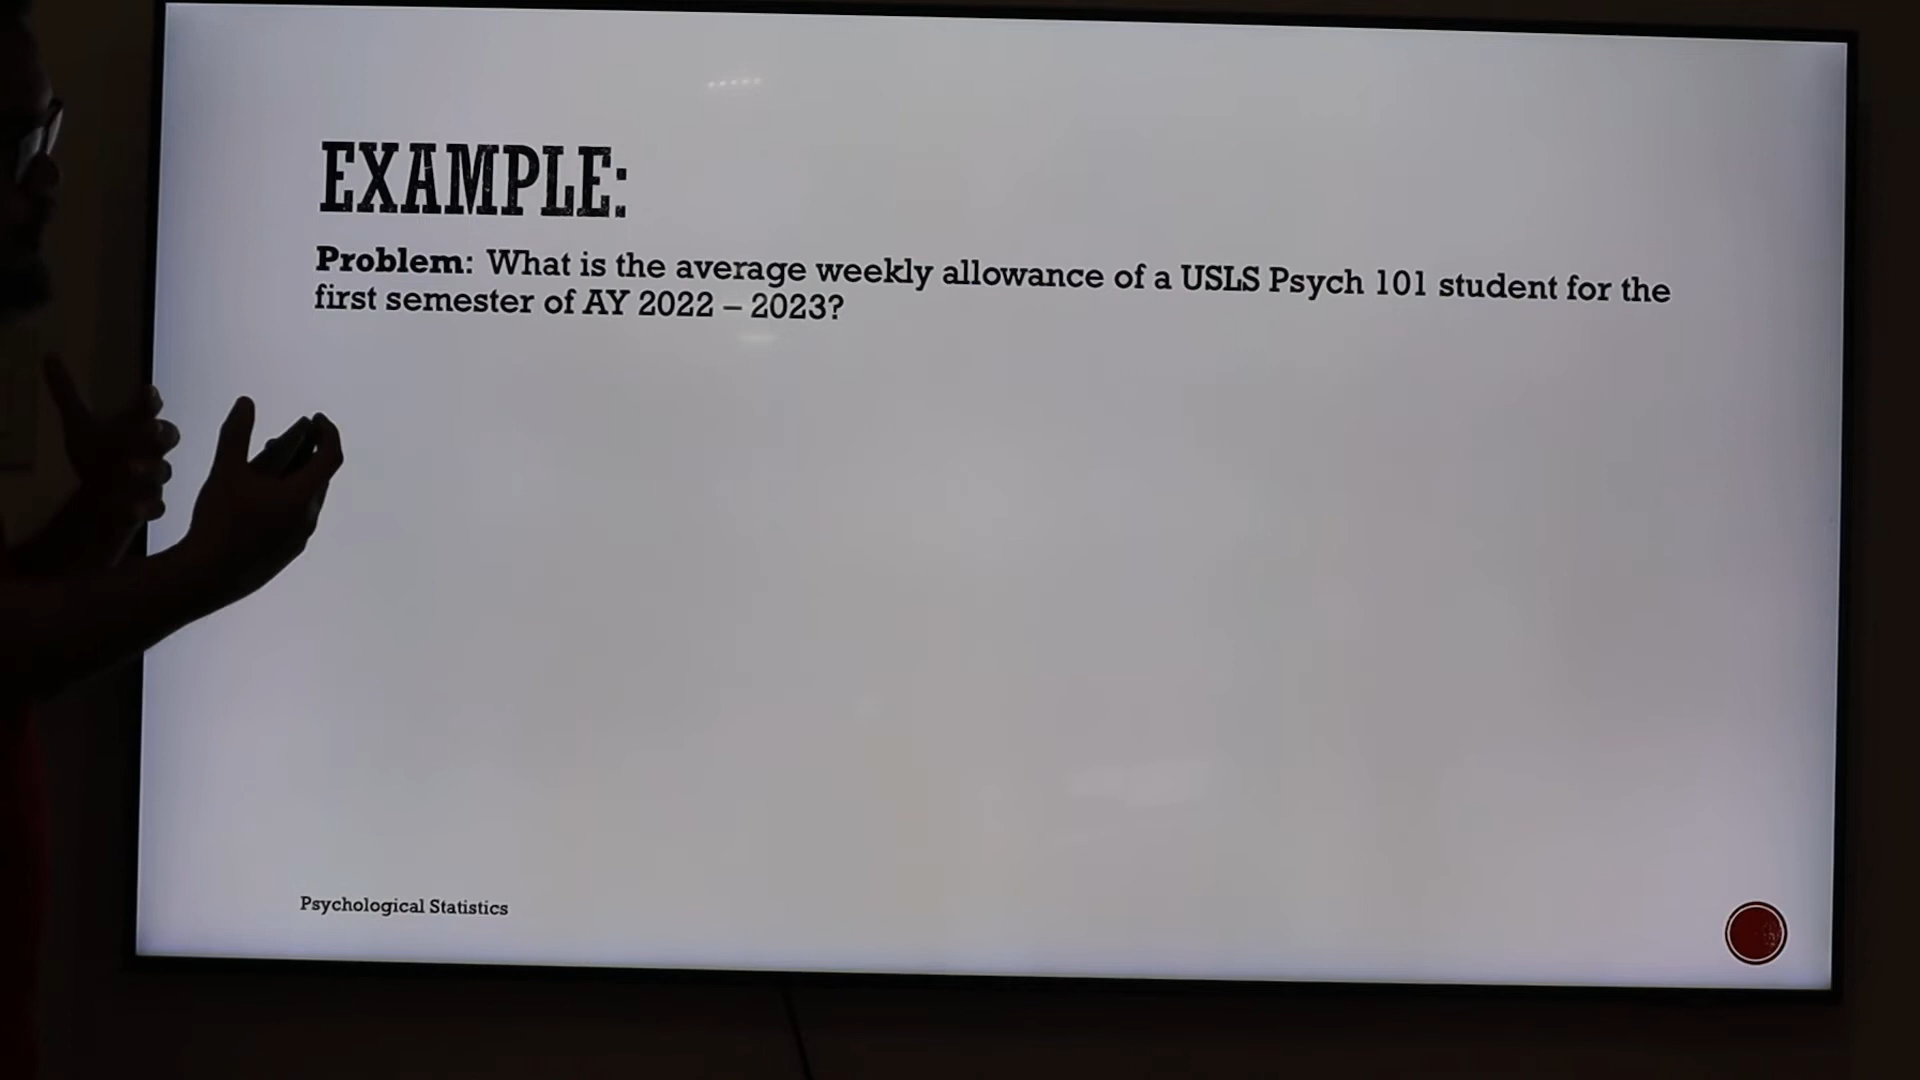 EXAMPLE:
Problem: What is the average weekly allowance of a USLS Psych 101 student for the
first semester of AY 2022 – 2023?
Psychological Statistics